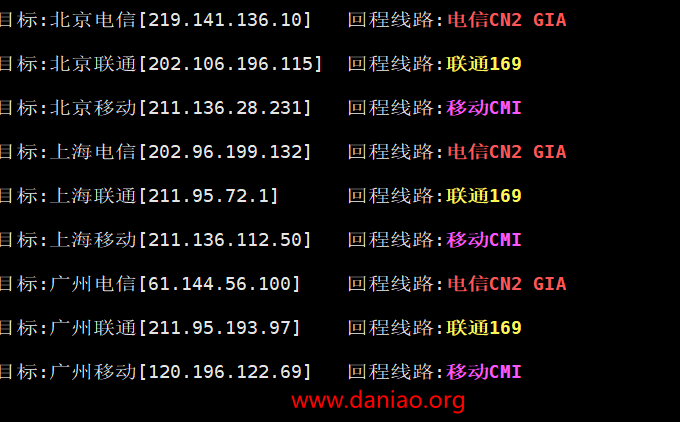 目标:北京电信[219.141.136.10] 回程线路:电信CN2 GIA
目标:北京联通[202.106.196.115] 回程线路:联通169
目标:北京移动[211.136.28.231] 回程线路:移动CMI
目标:上海电信[202.96.199.132] 回程线路:电信CN2 GIA
目标:上海联通[211.95.72.1] 回程线路:联通169
目标:上海移动[211.136.112.50] 回程线路:移动CMI
目标:广州电信[61.144.56.100] 回程线路:电信CN2 GIA
目标:广州联通[211.95.193.97] 回程线路:联通169
目标:广州移动[120.196.122.69] 回程线路:移动CMI
www.daniao.org